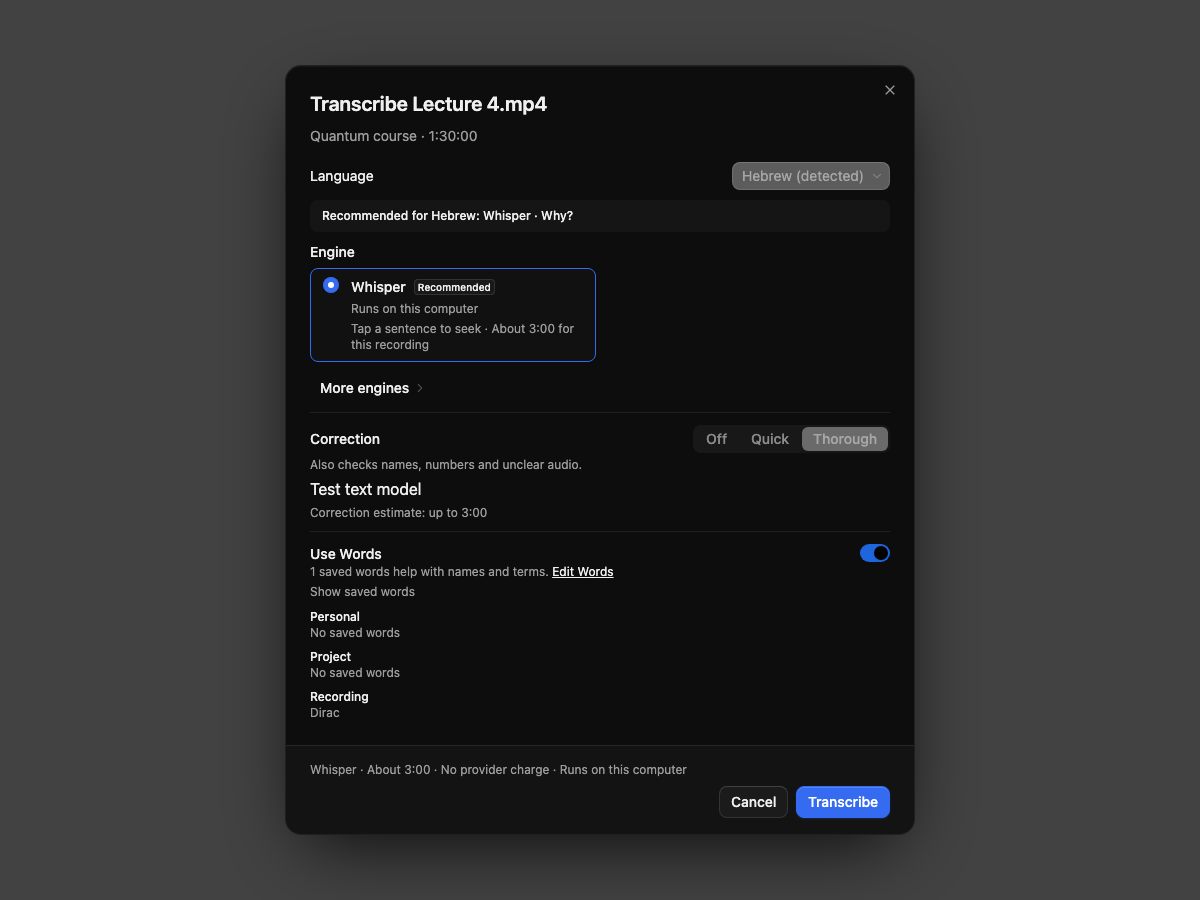 Transcribe Lecture 4.mp4
Quantum course · 1:30:00
Language
Hebrew (detected)
Recommended for Hebrew: Whisper · Why?
Engine
Whisper Recommended
Runs on this computer
Tap a sentence to seek · About 3:00 for
this recording
More engines
Correction
Off Quick Thorough
Also checks names, numbers and unclear audio.
Test text model
Correction estimate: up to 3:00
Use Words
1 saved words help with names and terms. Edit Words
Show saved words
Personal
No saved words
Project
No saved words
Recording
Dirac
Whisper · About 3:00 · No provider charge · Runs on this computer
Cancel Transcribe